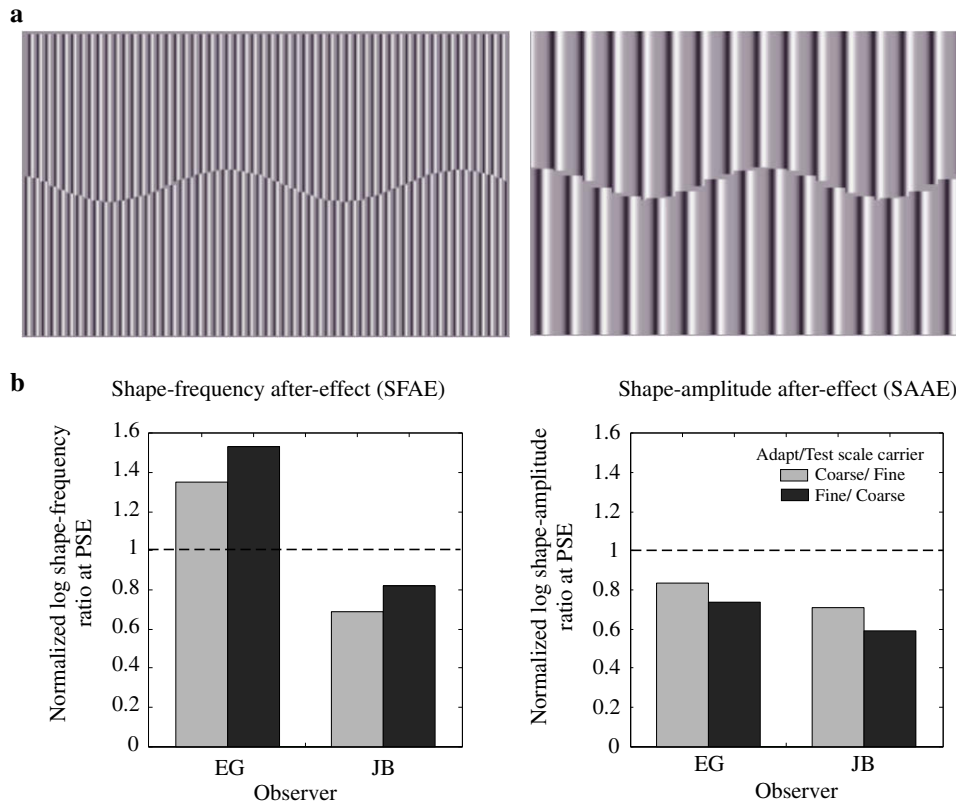 a
b
Shape-frequency after-effect (SFAE)
Normalized log shape-frequency
ratio at PSE
1.6
1.4
1.2
1
0.8
0.6
0.4
0.2
0
EG
JB
Observer
Shape-amplitude after-effect (SAAE)
Normalized log shape-amplitude
ratio at PSE
1.6
1.4
1.2
1
0.8
0.6
0.4
0.2
0
Adapt/Test scale carrier
Coarse/ Fine
Fine/ Coarse
EG
JB
Observer